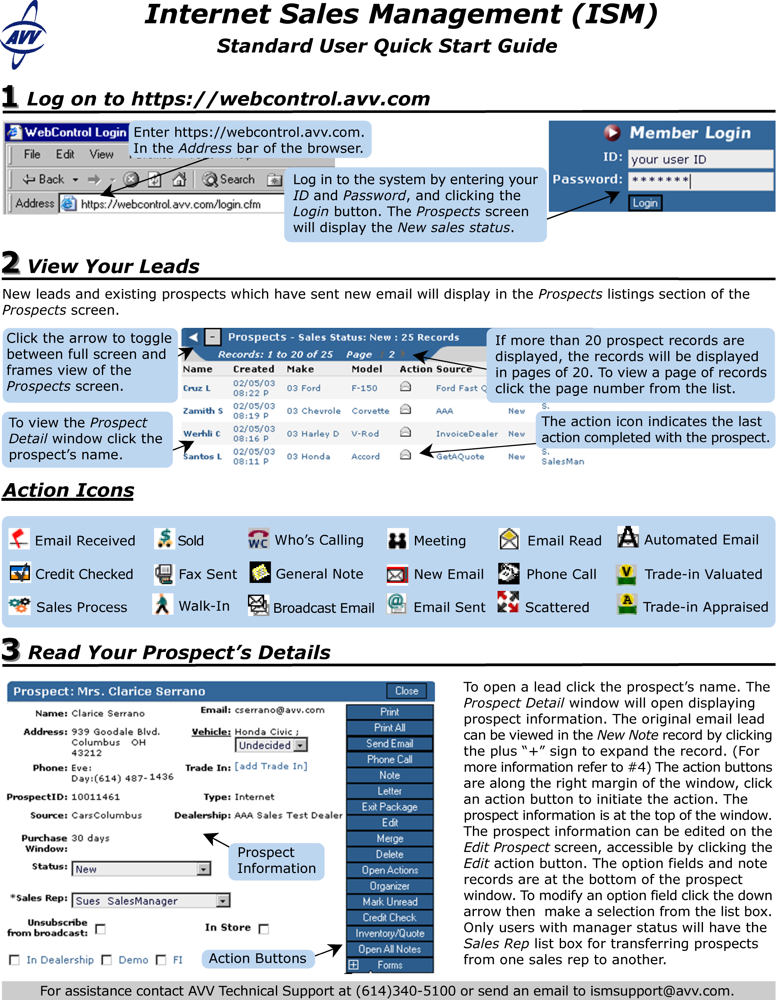 AVV
Internet Sales Management (ISM)
Standard User Quick Start Guide
1 Log on to https://webcontrol.avv.com
WebControl Login
File Edit View
Back Search
Address https://webcontrol.avv.com/login.cfm
Enter https://webcontrol.avv.com.
In the Address bar of the browser.
Log in to the system by entering your
ID and Password, and clicking the
Login button. The Prospects screen
will display the New sales status.
Member Login
ID: your user ID
Password: *******
Login
2 View Your Leads
New leads and existing prospects which have sent new email will display in the Prospects listings section of the
Prospects screen.
Click the arrow to toggle
between full screen and
frames view of the
Prospects screen.
To view the Prospect
Detail window click the
prospect's name.
- Prospects - Sales Status: New : 25 Records
Records: 1 to 20 of 25 Page 1 2
Name Created Make Model Action Source
Cruz L 02/05/03 08:22 P 03 Ford F-150 Ford Fast Q
Zamith S 02/05/03 08:19 P 03 Chevrole Corvette AAA New S.
Werhli C 02/05/03 08:16 P 03 Harley D V-Rod InvoiceDealer New
Santos L 02/05/03 08:11 P 03 Honda Accord GetAQuote New S. SalesMan
If more than 20 prospect records are
displayed, the records will be displayed
in pages of 20. To view a page of records
click the page number from the list.
The action icon indicates the last
action completed with the prospect.
Action Icons
Email Received Sold WC Who's Calling Meeting Email Read A Automated Email
Credit Checked Fax Sent General Note New Email Phone Call V Trade-in Valuated
Sales Process Walk-In Broadcast Email @ Email Sent Scattered A Trade-in Appraised
3 Read Your Prospect's Details
Prospect: Mrs. Clarice Serrano Close
Name: Clarice Serrano Email: cserrano@avv.com
Address: 939 Goodale Blvd. Vehicle: Honda Civic ;
Columbus OH Undecided
43212
Phone: Eve: Trade In: [add Trade In]
Day:(614) 487-1436
ProspectID: 10011461 Type: Internet
Source: CarsColumbus Dealership: AAA Sales Test Dealer
Purchase 30 days
Window:
Status: New
*Sales Rep: Sues SalesManager
Unsubscribe
from broadcast: In Store
In Dealership Demo FI
Prospect
Information
Action Buttons
Print
Print All
Send Email
Phone Call
Note
Letter
Exit Package
Edit
Merge
Delete
Open Actions
Organizer
Mark Unread
Credit Check
Inventory/Quote
Open All Notes
Forms
To open a lead click the prospect's name. The
Prospect Detail window will open displaying
prospect information. The original email lead
can be viewed in the New Note record by clicking
the plus "+" sign to expand the record. (For
more information refer to #4) The action buttons
are along the right margin of the window, click
an action button to initiate the action. The
prospect information is at the top of the window.
The prospect information can be edited on the
Edit Prospect screen, accessible by clicking the
Edit action button. The option fields and note
records are at the bottom of the prospect
window. To modify an option field click the down
arrow then make a selection from the list box.
Only users with manager status will have the
Sales Rep list box for transferring prospects
from one sales rep to another.
For assistance contact AVV Technical Support at (614)340-5100 or send an email to ismsupport@avv.com.